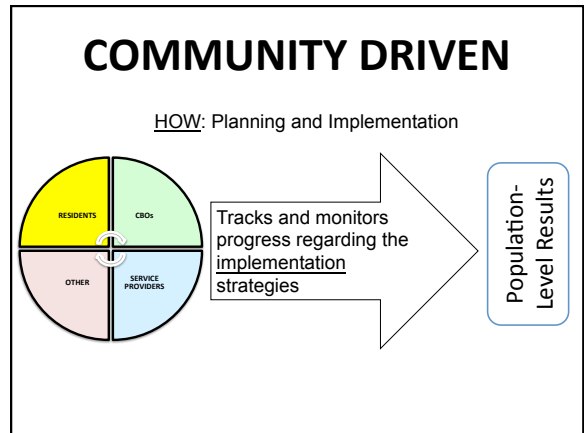 COMMUNITY DRIVEN
HOW: Planning and Implementation
RESIDENTS
CBOs
OTHER
SERVICE
PROVIDERS
Tracks and monitors
progress regarding the
implementation
strategies
Population-
Level Results